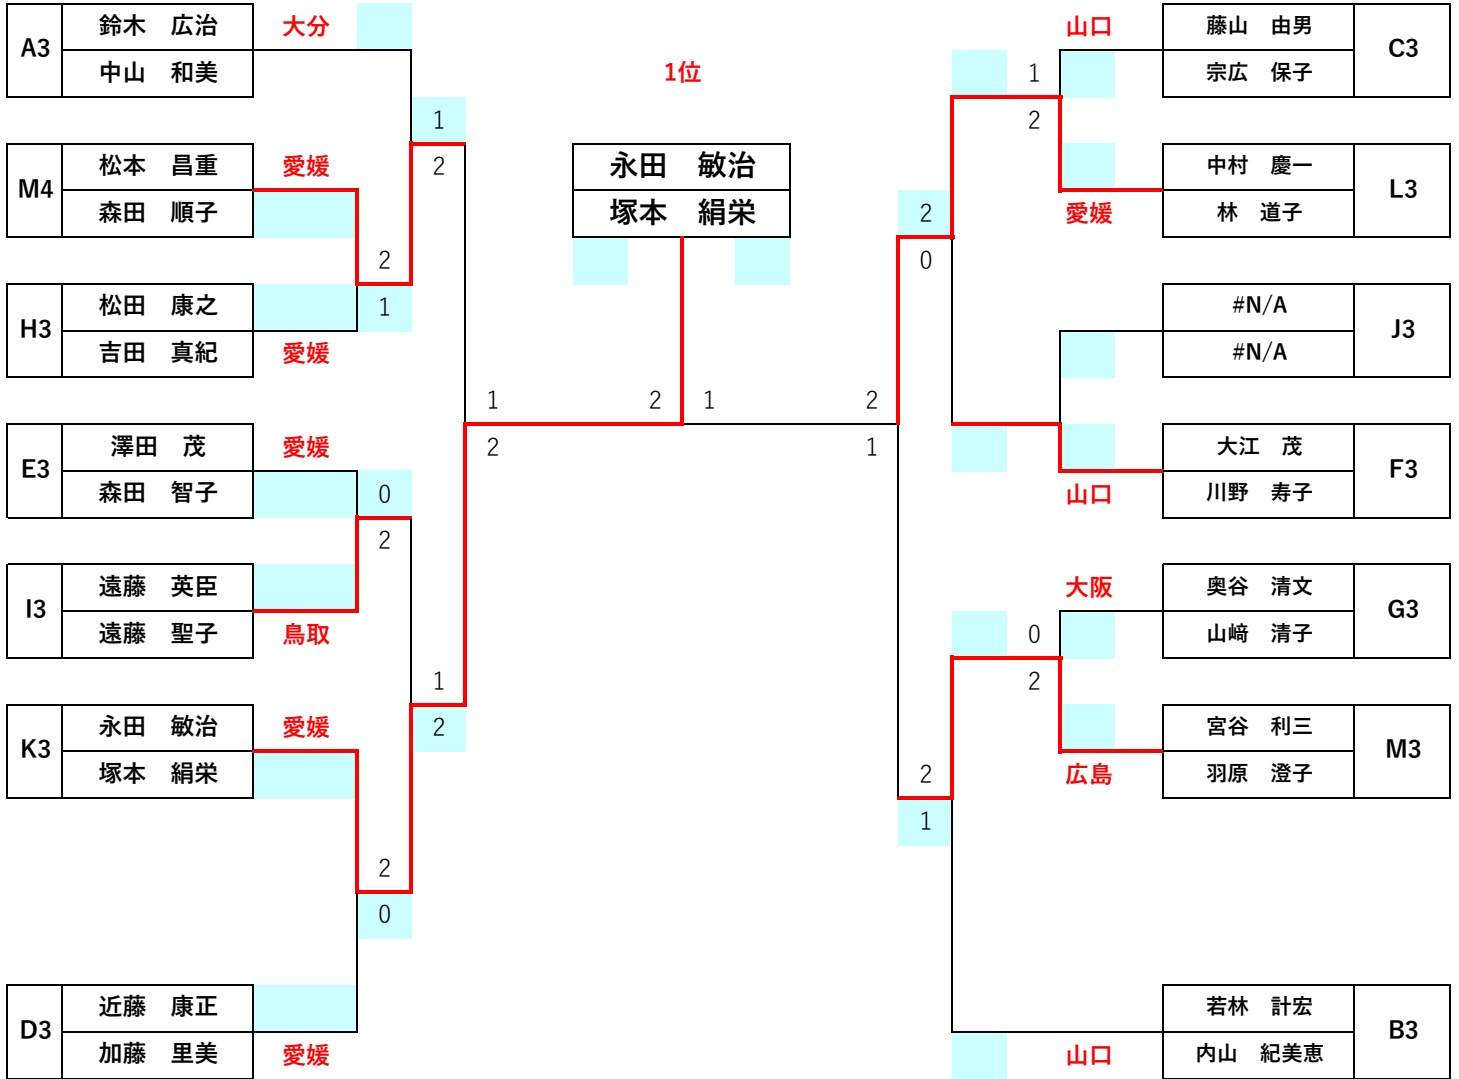 A3
鈴木　広治
中山　和美
大分
M4
松本　昌重
森田　順子
愛媛
H3
松田　康之
吉田　真紀
愛媛
E3
澤田　茂
森田　智子
愛媛
I3
遠藤　英臣
遠藤　聖子
鳥取
K3
永田　敏治
塚本　絹栄
愛媛
D3
近藤　康正
加藤　里美
愛媛
1
2
2
1
0
2
1
2
2
0
1
2
1位
永田　敏治
塚本　絹栄
2
1
2
1
2
0
2
1
1
2
0
2
山口
藤山　由男
宗広　保子
C3
中村　慶一
林　道子
L3
愛媛
#N/A
#N/A
J3
大江　茂
川野　寿子
F3
山口
大阪
奥谷　清文
山﨑　清子
G3
宮谷　利三
羽原　澄子
M3
広島
若林　計宏
内山　紀美恵
B3
山口